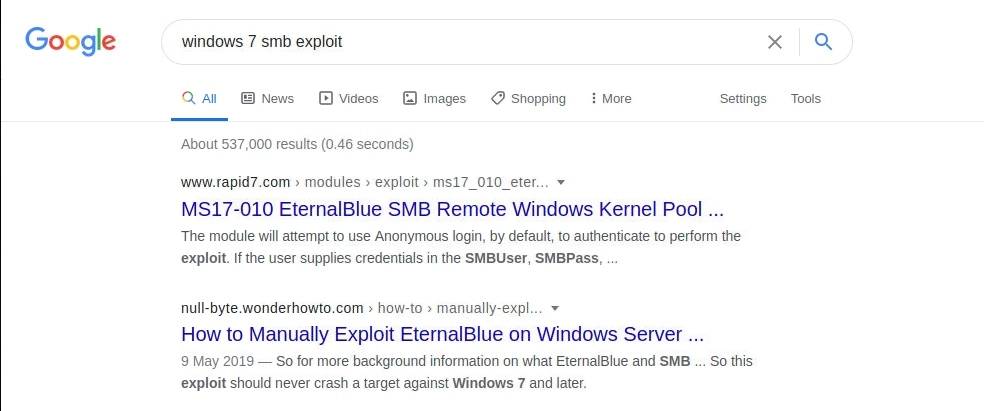 Google
windows 7 smb exploit
All News Videos Images Shopping More Settings Tools
About 537,000 results (0.46 seconds)
www.rapid7.com › modules › exploit › ms17_010_eter...
MS17-010 EternalBlue SMB Remote Windows Kernel Pool ...
The module will attempt to use Anonymous login, by default, to authenticate to perform the
exploit. If the user supplies credentials in the SMBUser, SMBPass, ...
null-byte.wonderhowto.com › how-to › manually-expl...
How to Manually Exploit EternalBlue on Windows Server ...
9 May 2019 — So for more background information on what EternalBlue and SMB ... So this
exploit should never crash a target against Windows 7 and later.